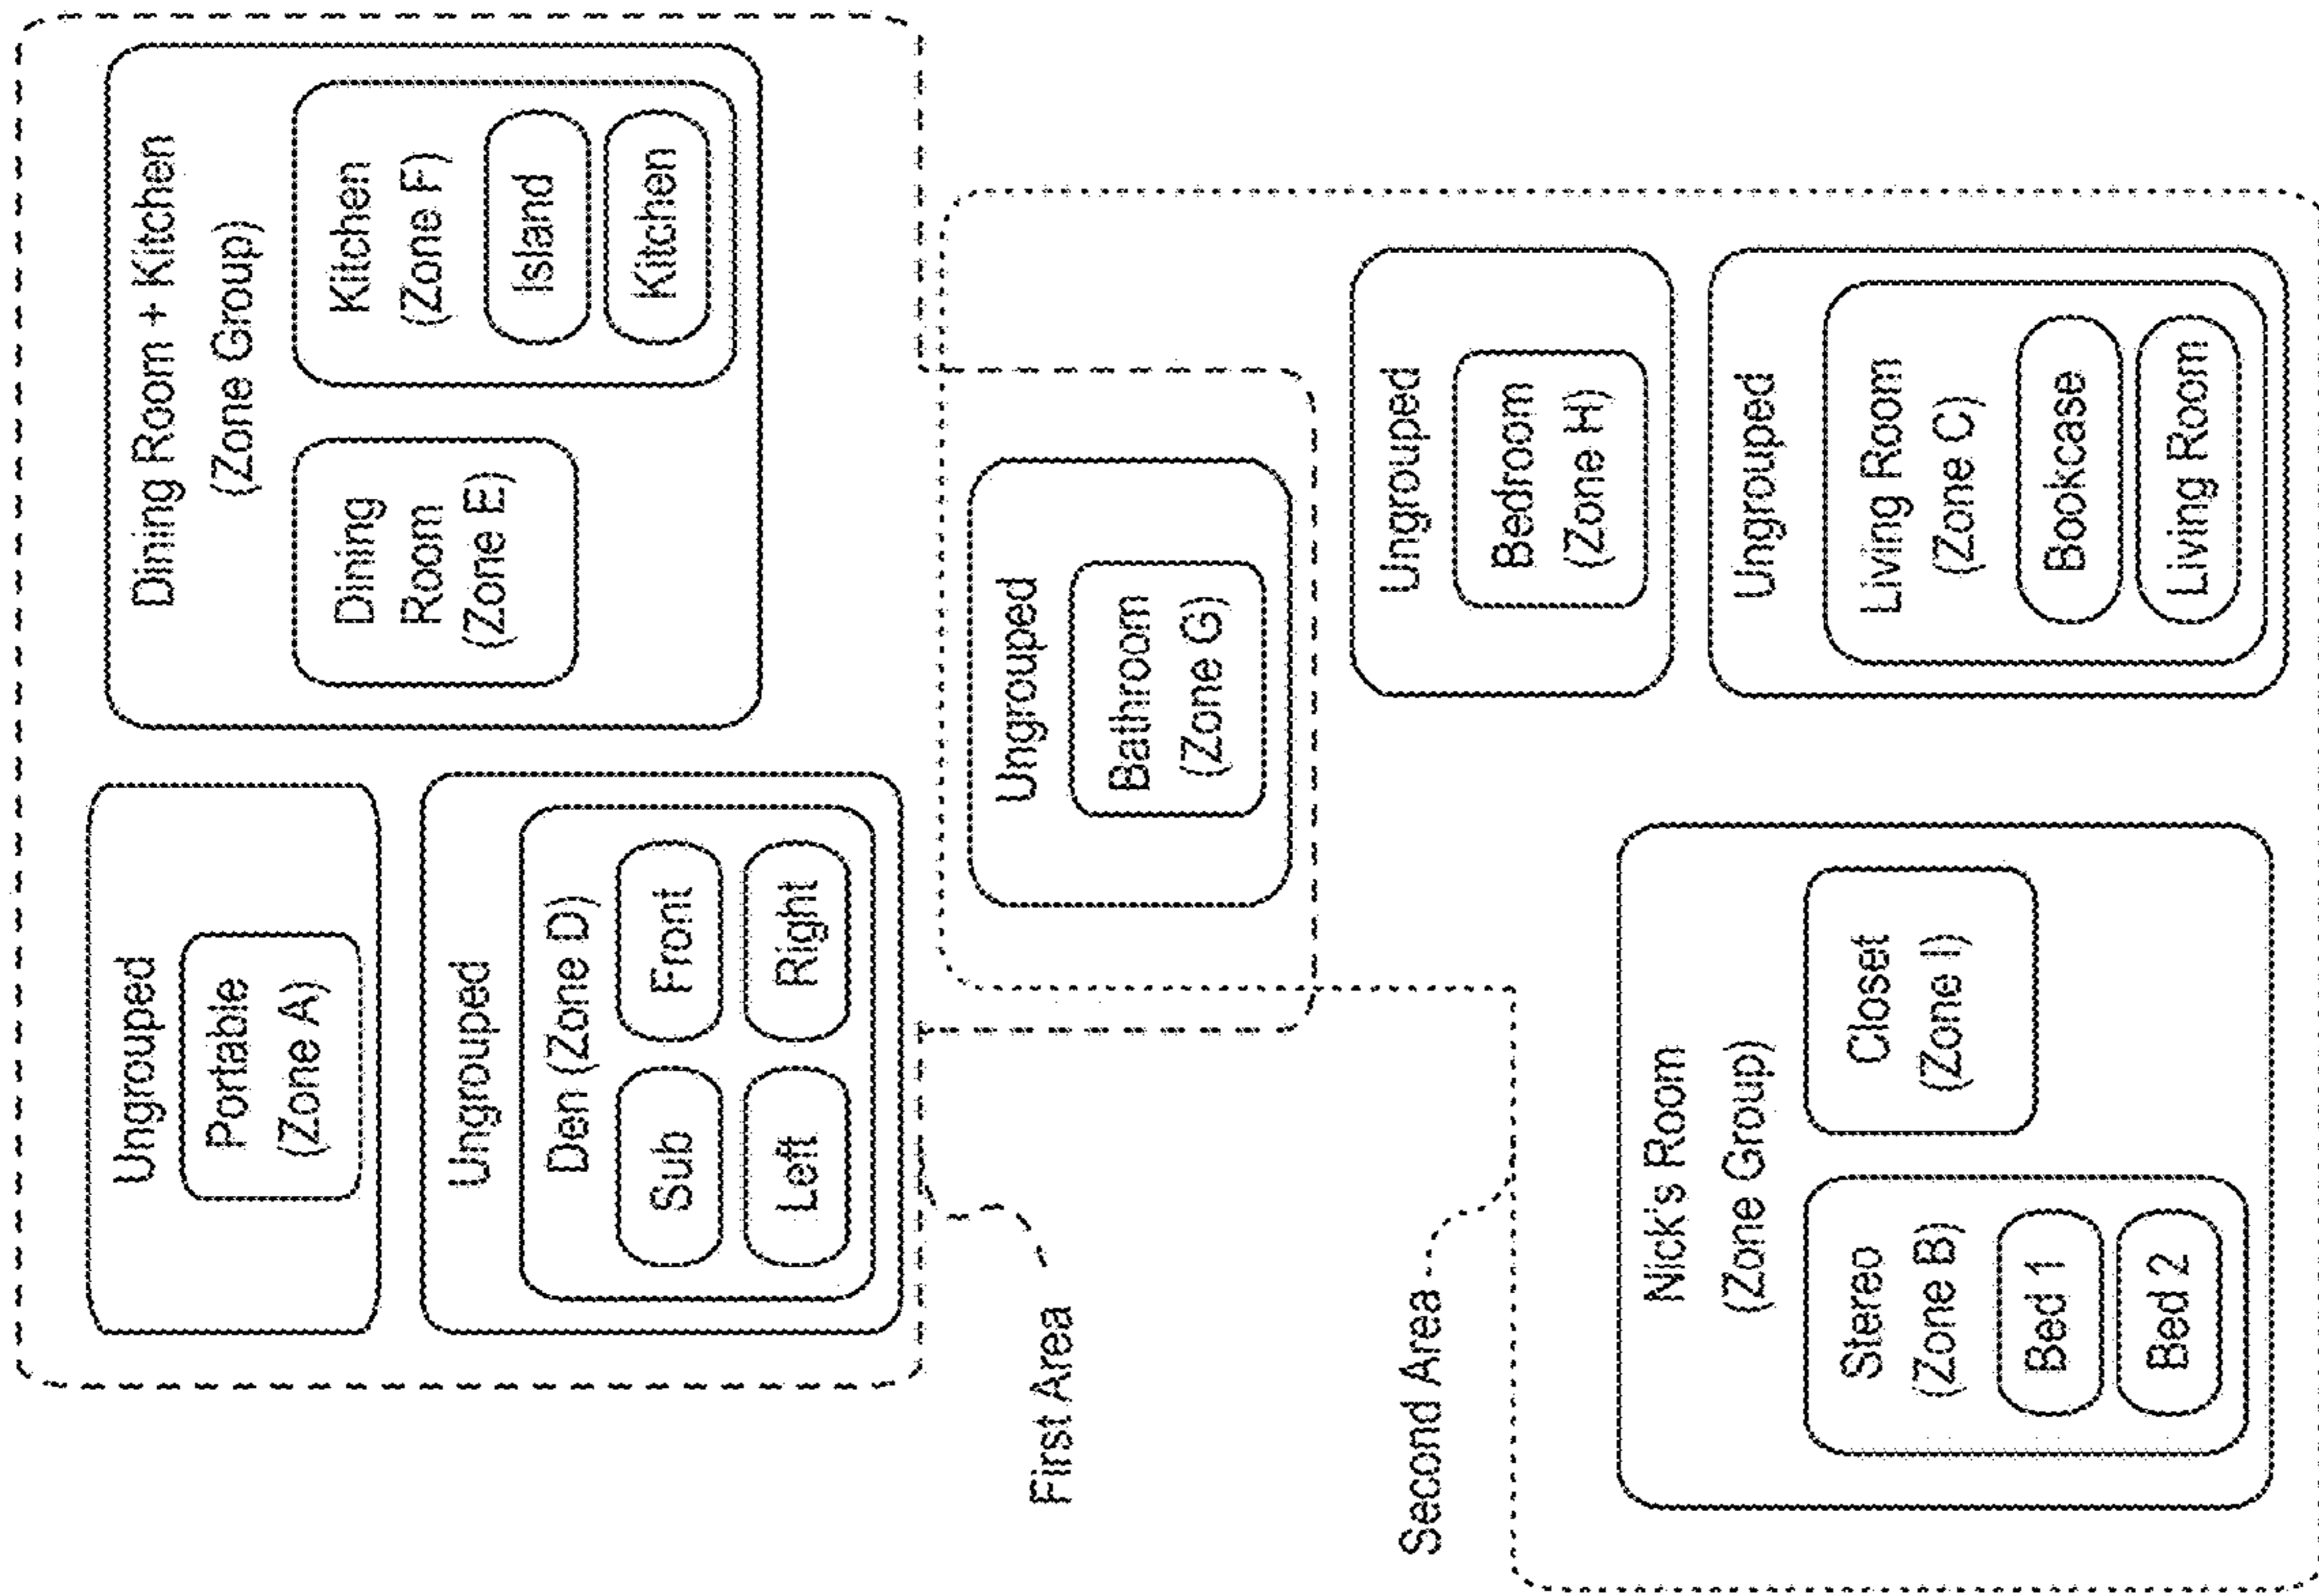 Ungrouped
Portable
(Zone A)
Ungrouped
Den (Zone D)
Sub
Front
Left
Right
Dining Room + Kitchen
(Zone Group)
Dining
Room
(Zone E)
Kitchen
(Zone F)
Island
Kitchen
First Area
Ungrouped
Bathroom
(Zone G)
Second Area
Ungrouped
Bedroom
(Zone H)
Nick's Room
(Zone Group)
Stereo
(Zone B)
Bed 1
Bed 2
Closet
(Zone I)
Ungrouped
Living Room
(Zone C)
Bookcase
Living Room